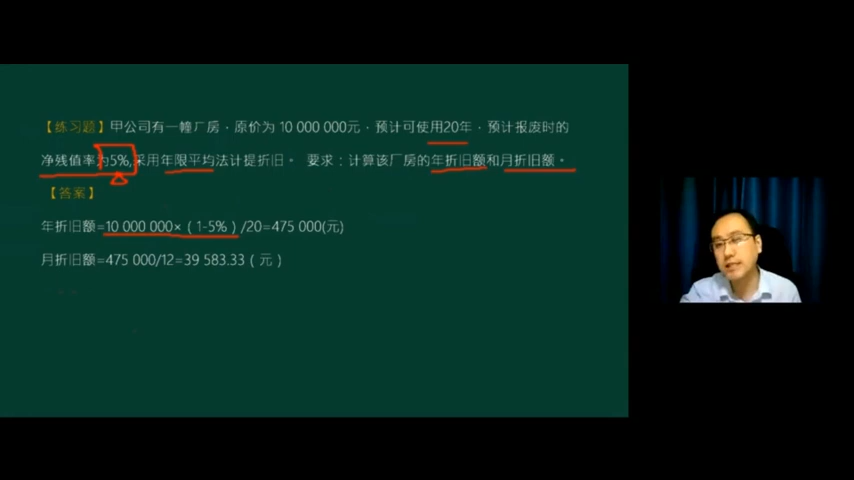 【练习题】甲公司有一幢厂房，原价为 10 000 000元，预计可使用20年，预计报废时的
净残值率为5%,采用年限平均法计提折旧。 要求：计算该厂房的年折旧额和月折旧额。
【答案】
年折旧额=10 000 000×（1-5%）/20=475 000(元)
月折旧额=475 000/12=39 583.33（元）